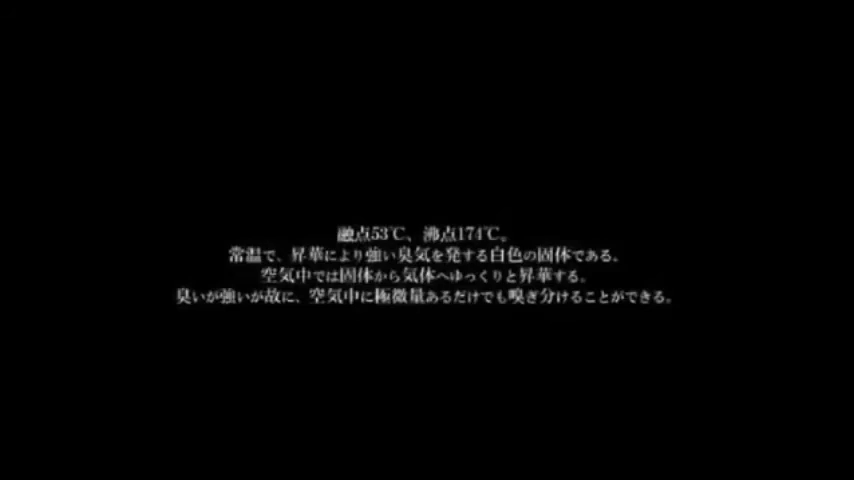 融点53℃、沸点174℃。
常温で、昇華により強い臭気を発する白色の固体である。
空気中では固体から気体へゆっくりと昇華する。
臭いが強いが故に、空気中に極微量あるだけでも嗅ぎ分けることができる。